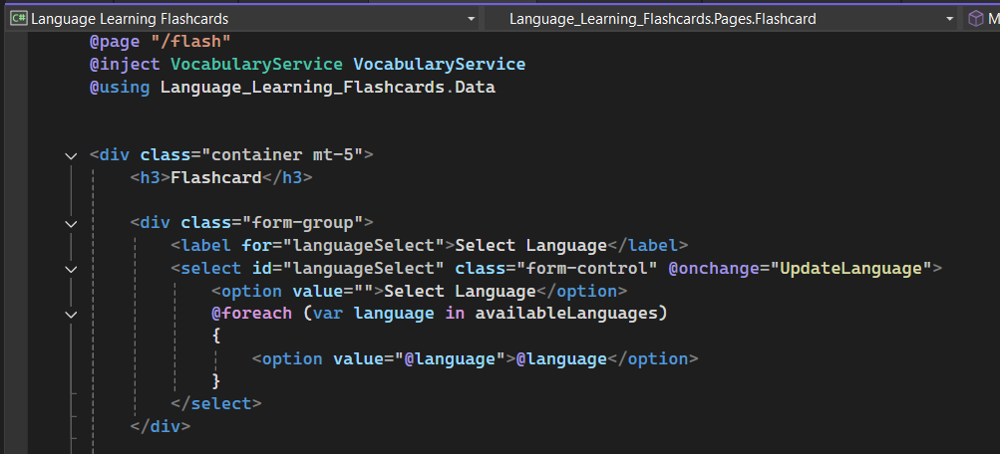 C# Language Learning Flashcards Language_Learning_Flashcards.Pages.Flashcard
@page "/flash"
@inject VocabularyService VocabularyService
@using Language_Learning_Flashcards.Data
<div class="container mt-5">
<h3>Flashcard</h3>
<div class="form-group">
<label for="languageSelect">Select Language</label>
<select id="languageSelect" class="form-control" @onchange="UpdateLanguage">
<option value="">Select Language</option>
@foreach (var language in availableLanguages)
{
<option value="@language">@language</option>
}
</select>
</div>